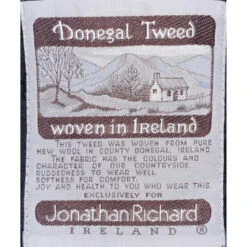 Donegal Tweed
woven in Ireland
THIS TWEED WAS WOVEN FROM PURE
NEW WOOL IN COUNTY DONEGAL, IRELAND.
THE FABRIC HAS THE COLOURS AND
CHARACTER OF OUR COUNTRYSIDE.
RUGGEDNESS TO WEAR WELL
SOFTNESS FOR COMFORT.
JOY AND HEALTH TO YOU WHO WEAR THIS.
EXCLUSIVELY FOR
Jonathan Richard
IRELAND ®